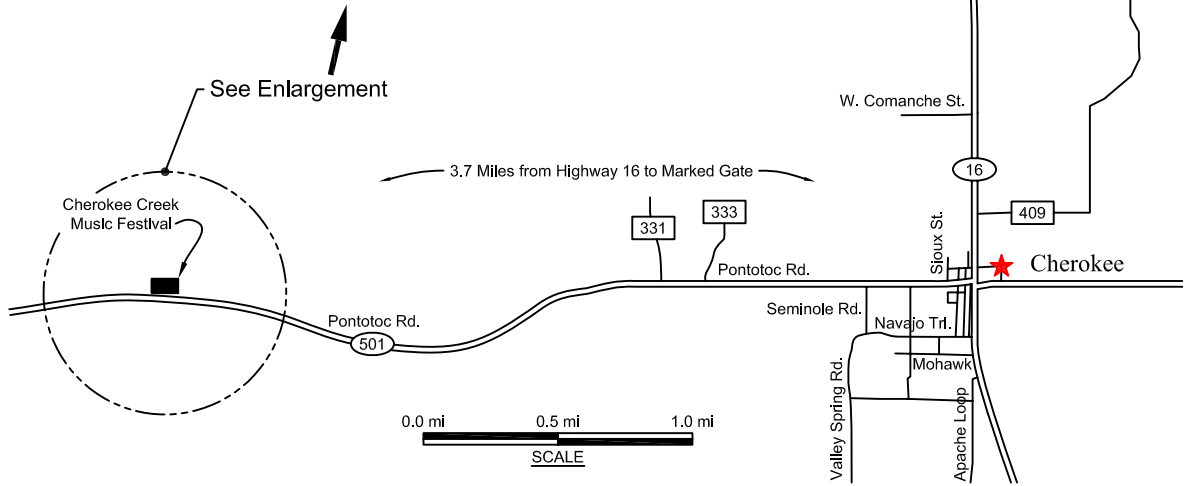 See Enlargement
W. Comanche St.
3.7 Miles from Highway 16 to Marked Gate
16
Cherokee Creek
Music Festival
331
333
409
Sioux St.
Cherokee
Pontotoc Rd.
Seminole Rd.
Pontotoc Rd.
Navajo Trl.
501
Mohawk
Valley Spring Rd.
Apache Loop
0.0 mi 0.5 mi 1.0 mi
SCALE